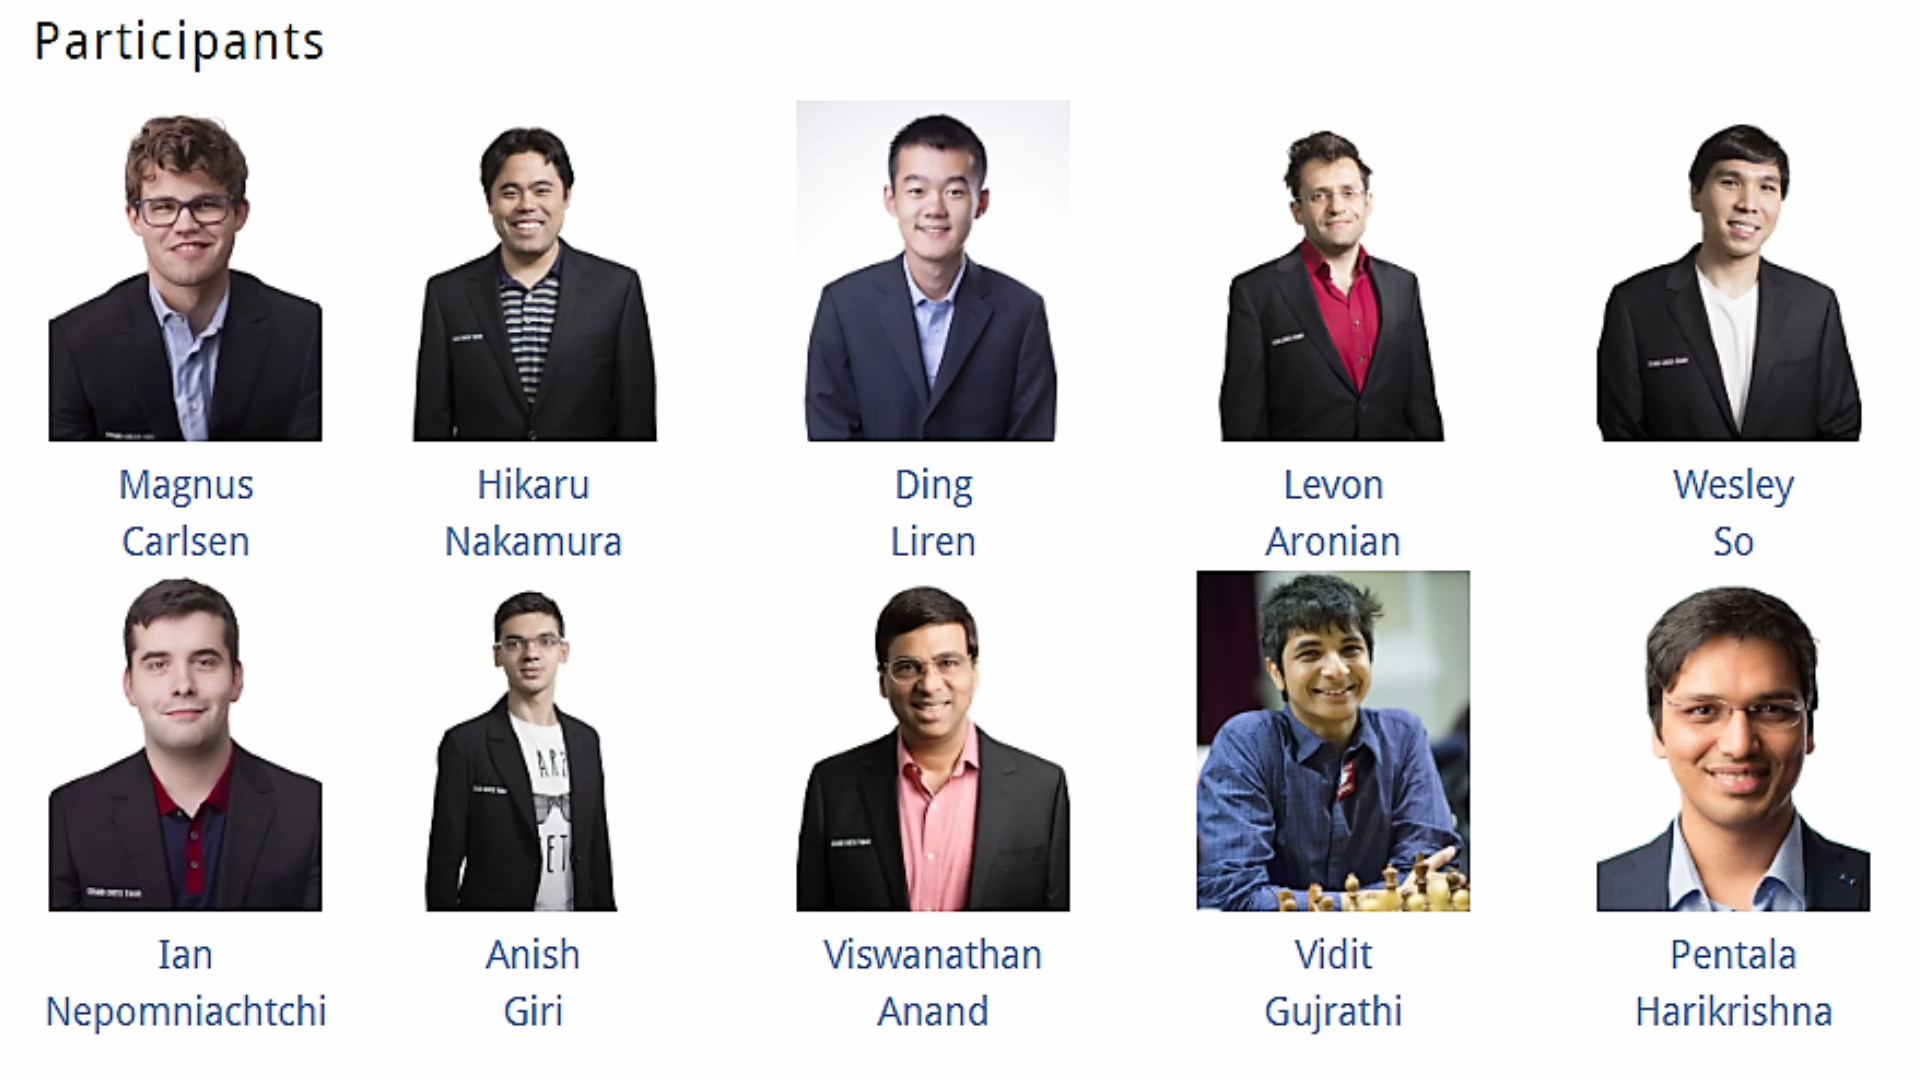 Participants
Magnus
Carlsen
Hikaru
Nakamura
Ding
Liren
Levon
Aronian
Wesley
So
Ian
Nepomniachtchi
Anish
Giri
Viswanathan
Anand
Vidit
Gujrathi
Pentala
Harikrishna